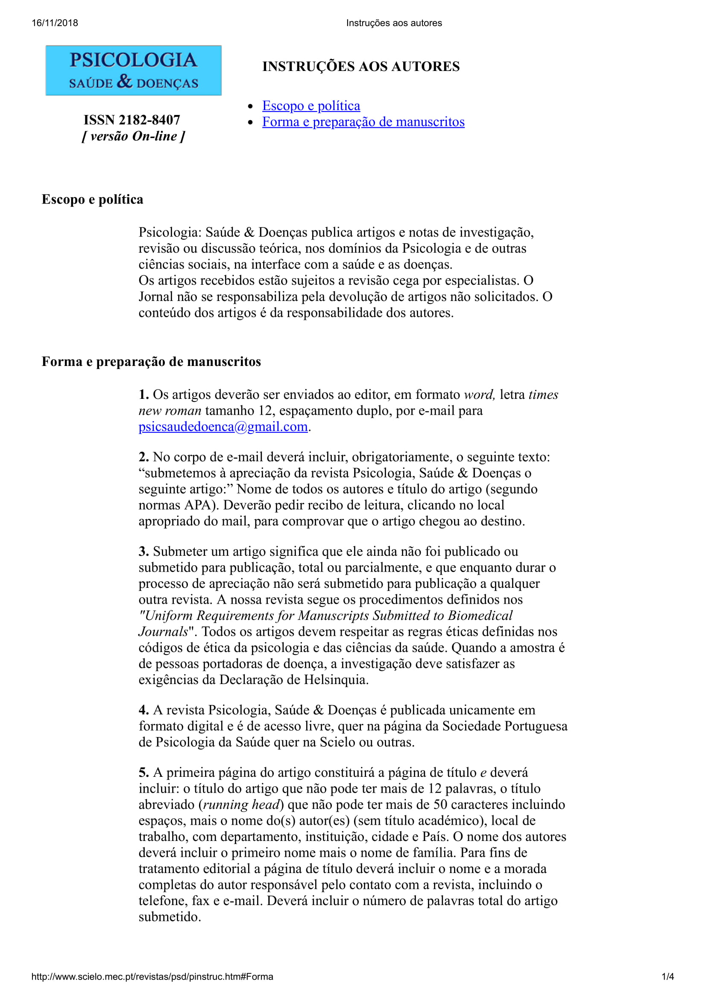 16/11/2018
Instruções aos autores
PSICOLOGIA
SAÚDE & DOENÇAS
ISSN 2182-8407
[ versão On-line ]
INSTRUÇÕES AOS AUTORES
• Escopo e política
• Forma e preparação de manuscritos
Escopo e política
Psicologia: Saúde & Doenças publica artigos e notas de investigação,
revisão ou discussão teórica, nos domínios da Psicologia e de outras
ciências sociais, na interface com a saúde e as doenças.
Os artigos recebidos estão sujeitos a revisão cega por especialistas. O
Jornal não se responsabiliza pela devolução de artigos não solicitados. O
conteúdo dos artigos é da responsabilidade dos autores.
Forma e preparação de manuscritos
1. Os artigos deverão ser enviados ao editor, em formato word, letra times
new roman tamanho 12, espaçamento duplo, por e-mail para
psicsaudedoenca@gmail.com.
2. No corpo de e-mail deverá incluir, obrigatoriamente, o seguinte texto:
“submetemos à apreciação da revista Psicologia, Saúde & Doenças o
seguinte artigo:” Nome de todos os autores e título do artigo (segundo
normas APA). Deverão pedir recibo de leitura, clicando no local
apropriado do mail, para comprovar que o artigo chegou ao destino.
3. Submeter um artigo significa que ele ainda não foi publicado ou
submetido para publicação, total ou parcialmente, e que enquanto durar o
processo de apreciação não será submetido para publicação a qualquer
outra revista. A nossa revista segue os procedimentos definidos nos
"Uniform Requirements for Manuscripts Submitted to Biomedical
Journals". Todos os artigos devem respeitar as regras éticas definidas nos
códigos de ética da psicologia e das ciências da saúde. Quando a amostra é
de pessoas portadoras de doença, a investigação deve satisfazer as
exigências da Declaração de Helsinquia.
4. A revista Psicologia, Saúde & Doenças é publicada unicamente em
formato digital e é de acesso livre, quer na página da Sociedade Portuguesa
de Psicologia da Saúde quer na Scielo ou outras.
5. A primeira página do artigo constituirá a página de título e deverá
incluir: o título do artigo que não pode ter mais de 12 palavras, o título
abreviado (running head) que não pode ter mais de 50 caracteres incluindo
espaços, mais o nome do(s) autor(es) (sem título académico), local de
trabalho, com departamento, instituição, cidade e País. O nome dos autores
deverá incluir o primeiro nome mais o nome de família. Para fins de
tratamento editorial a página de título deverá incluir o nome e a morada
completas do autor responsável pelo contato com a revista, incluindo o
telefone, fax e e-mail. Deverá incluir o número de palavras total do artigo
submetido.
http://www.scielo.mec.pt/revistas/psd/pinstruc.htm#Forma
1/4